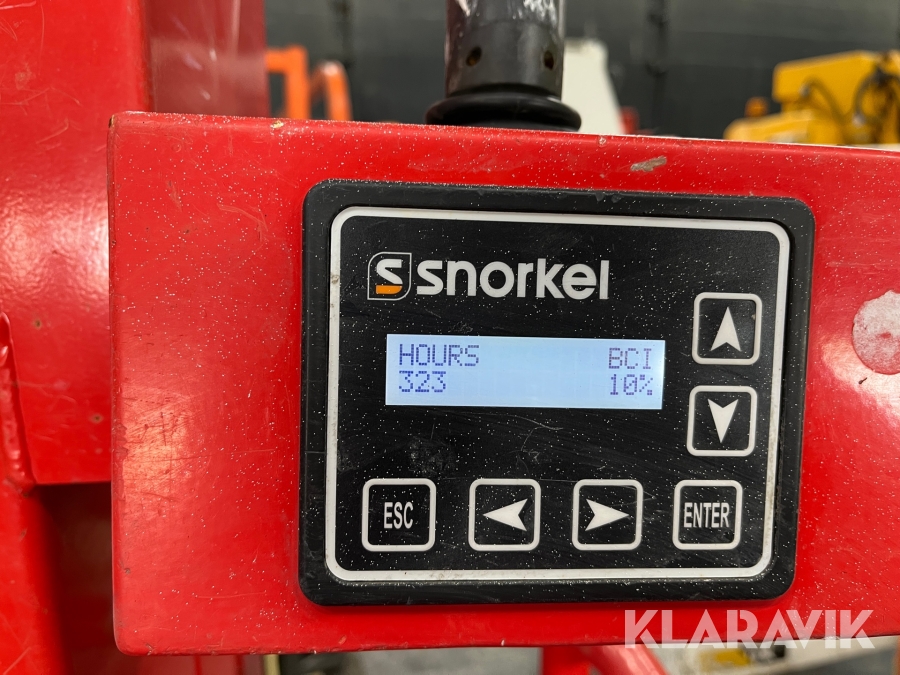 snorkel
HOURS BCI
323 10%
ESC ENTER
KLARAVIK